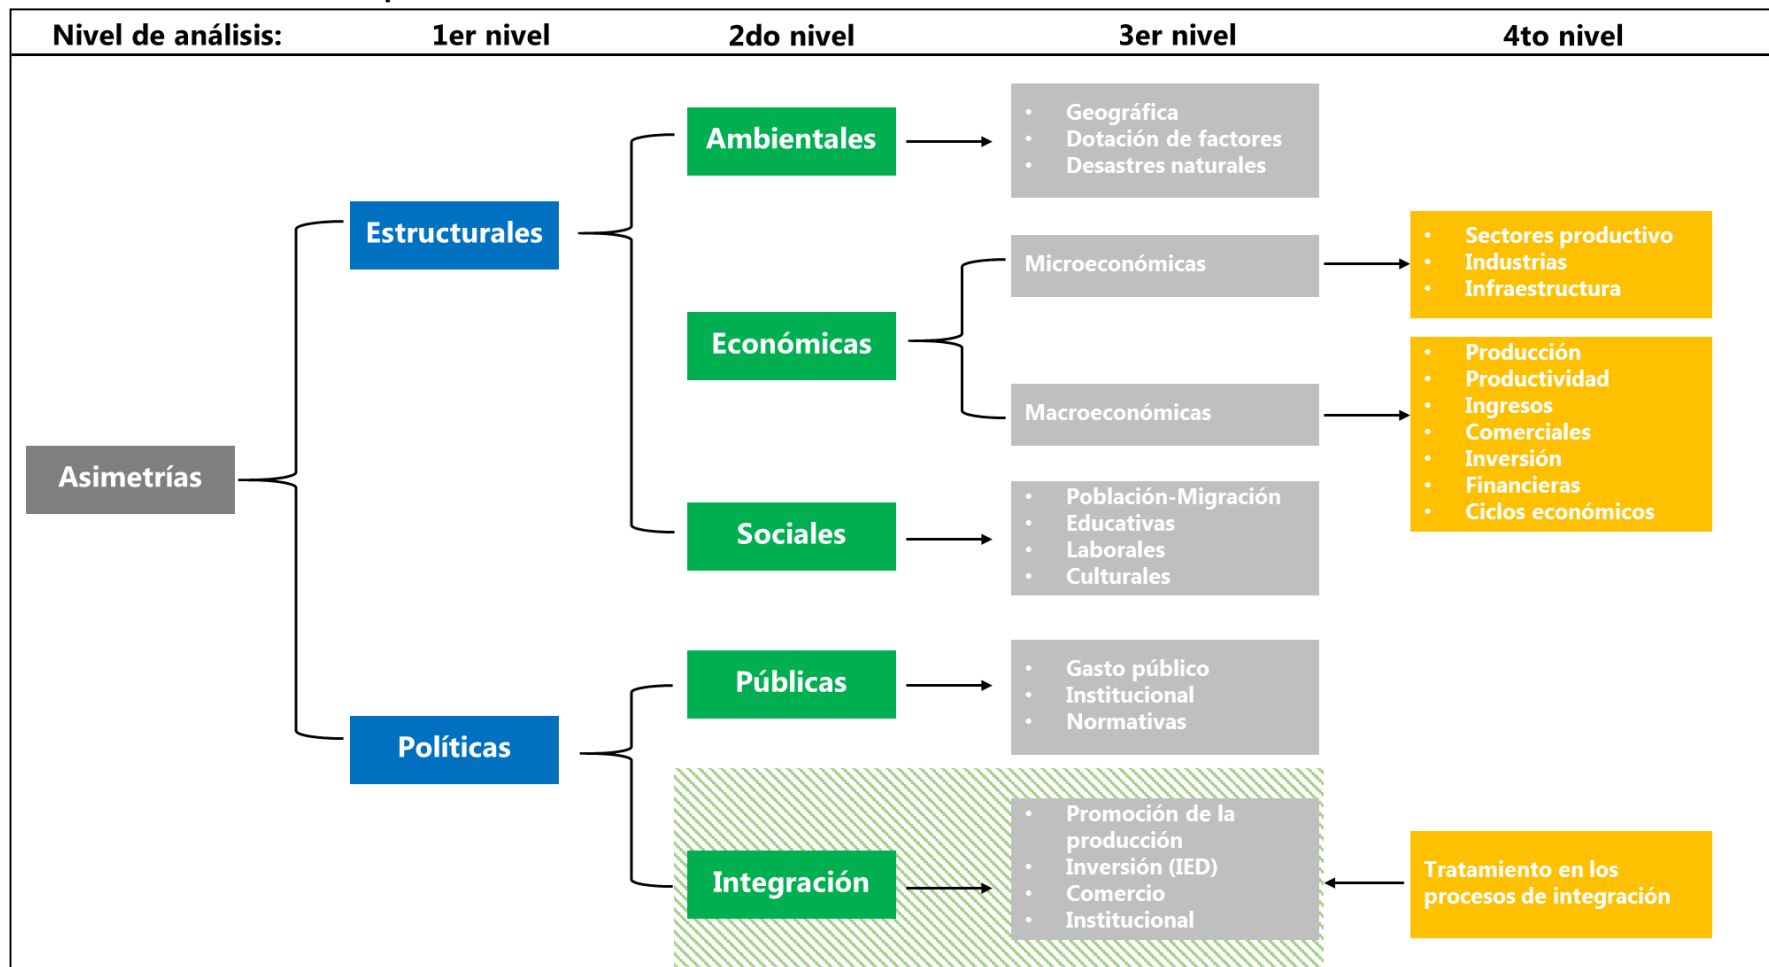 Nivel de análisis: 1er nivel 2do nivel 3er nivel 4to nivel
Asimetrías
Estructurales
Políticas
Ambientales
Económicas
Sociales
Públicas
Integración
• Geográfica
• Dotación de factores
• Desastres naturales
Microeconómicas
Macroeconómicas
• Población-Migración
• Educativas
• Laborales
• Culturales
• Gasto público
• Institucional
• Normativas
• Promoción de la
producción
• Inversión (IED)
• Comercio
• Institucional
• Sectores productivo
• Industrias
• Infraestructura
• Producción
• Productividad
• Ingresos
• Comerciales
• Inversión
• Financieras
• Ciclos económicos
Tratamiento en los
procesos de integración